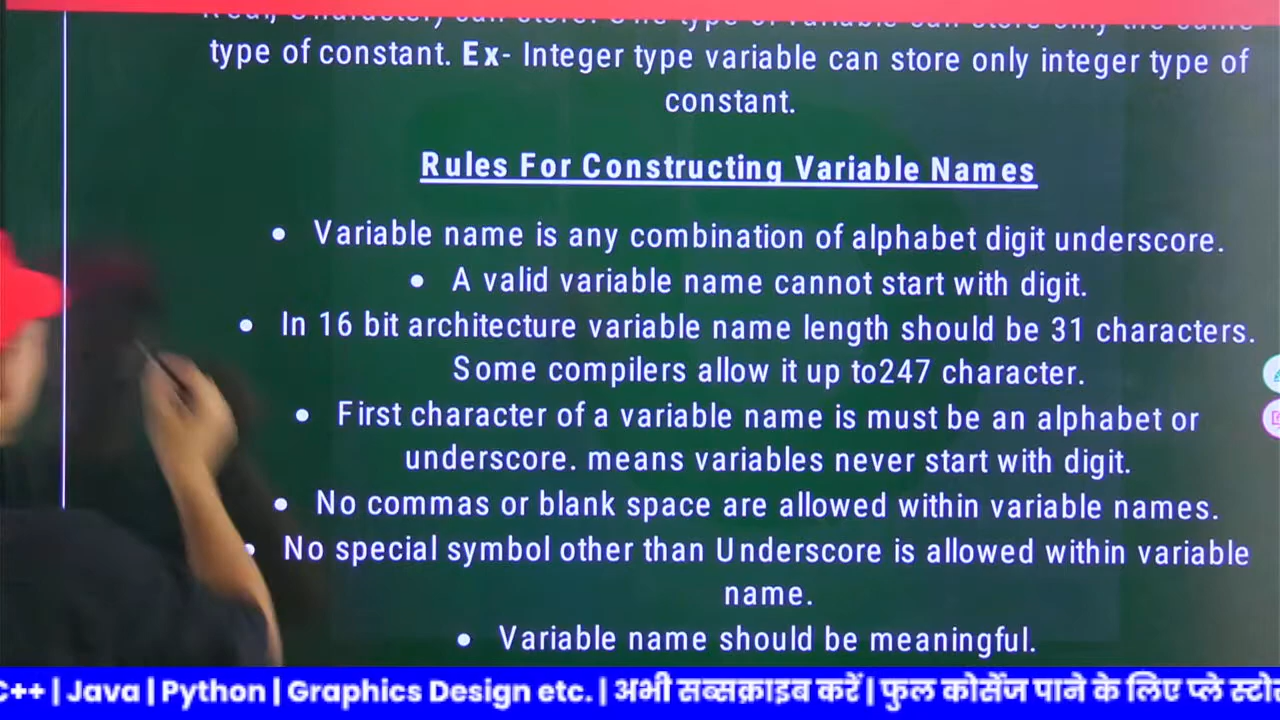 type of constant. Ex- Integer type variable can store only integer type of
constant.
Rules For Constructing Variable Names
• Variable name is any combination of alphabet digit underscore.
• A valid variable name cannot start with digit.
• In 16 bit architecture variable name length should be 31 characters.
Some compilers allow it up to247 character.
• First character of a variable name is must be an alphabet or
underscore. means variables never start with digit.
• No commas or blank space are allowed within variable names.
• No special symbol other than Underscore is allowed within variable
name.
• Variable name should be meaningful.
C++ | Java | Python | Graphics Design etc. | अभी सब्सक्राइब करें | फुल कोर्सेज पाने के लिए प्ले स्टोर